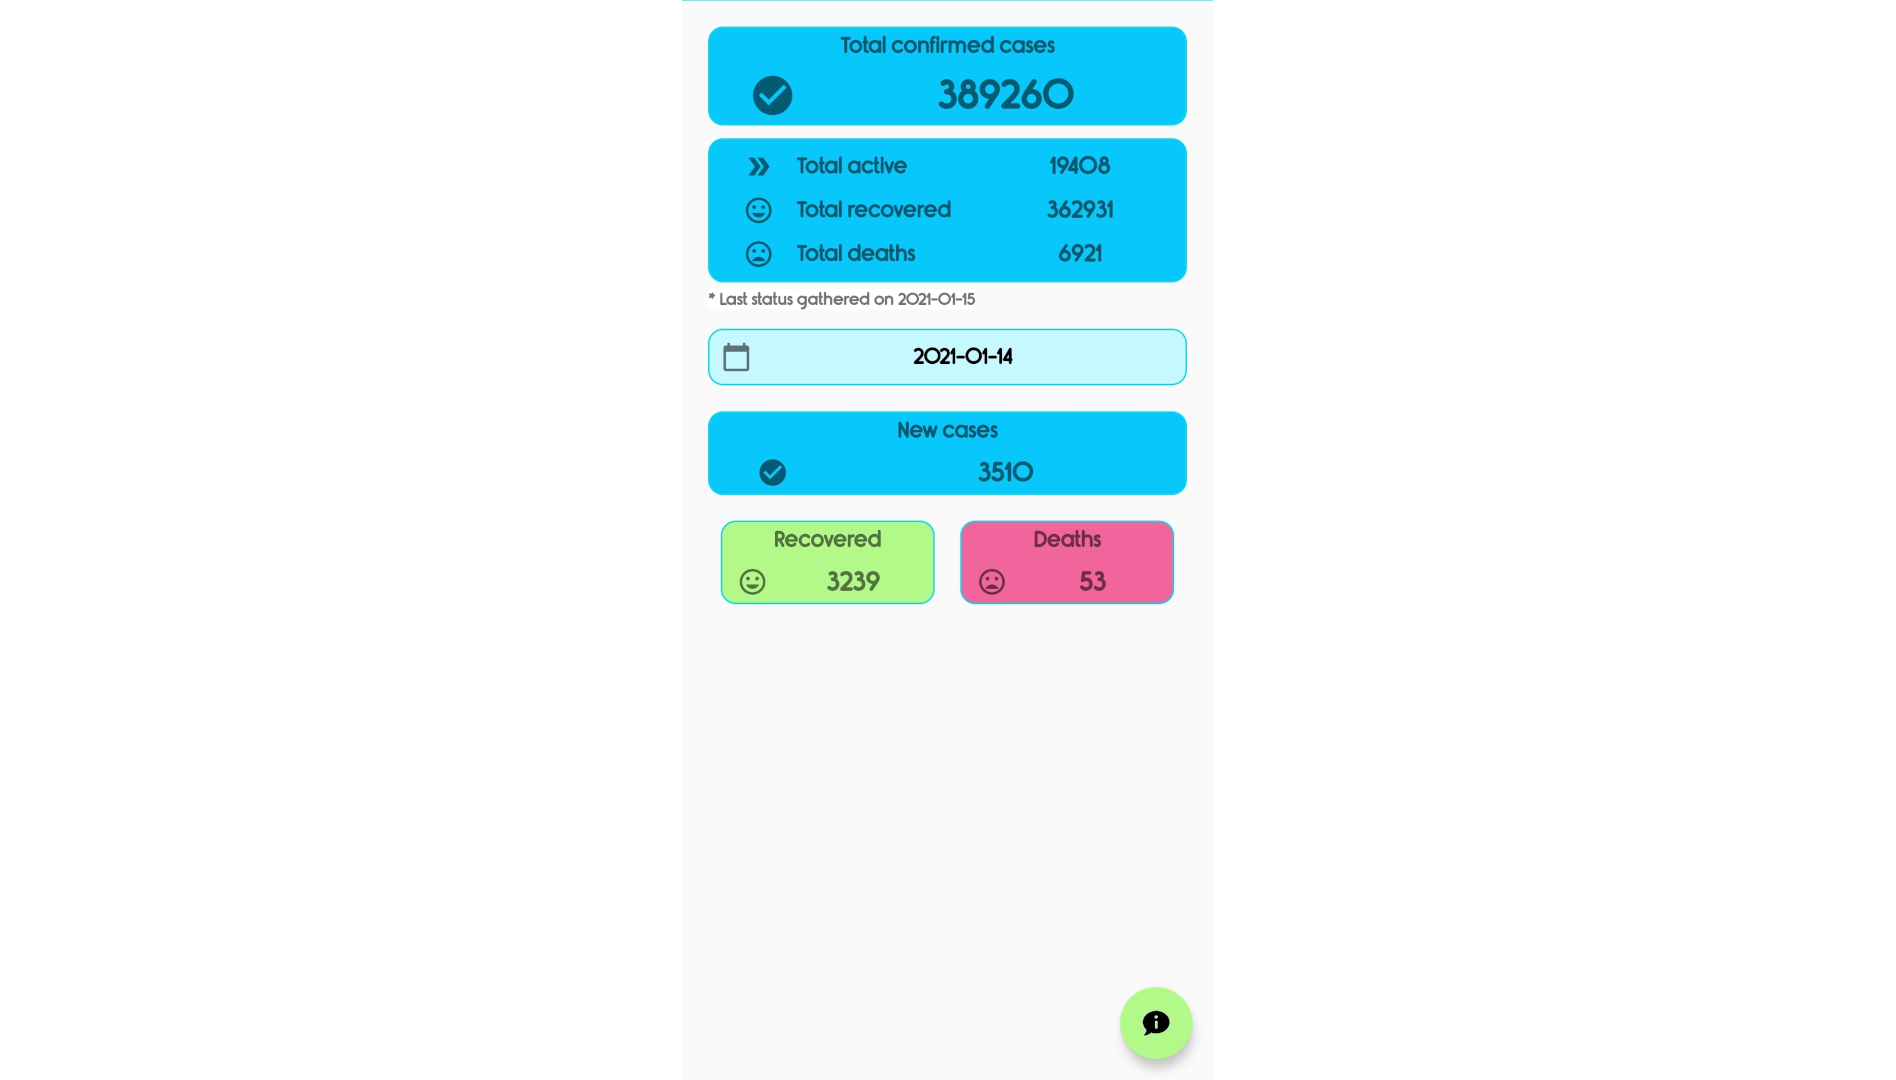 Total confirmed cases
389260
Total active 19408
Total recovered 362931
Total deaths 6921
* Last status gathered on 2021-01-15
2021-01-14
New cases
3510
Recovered
3239
Deaths
53